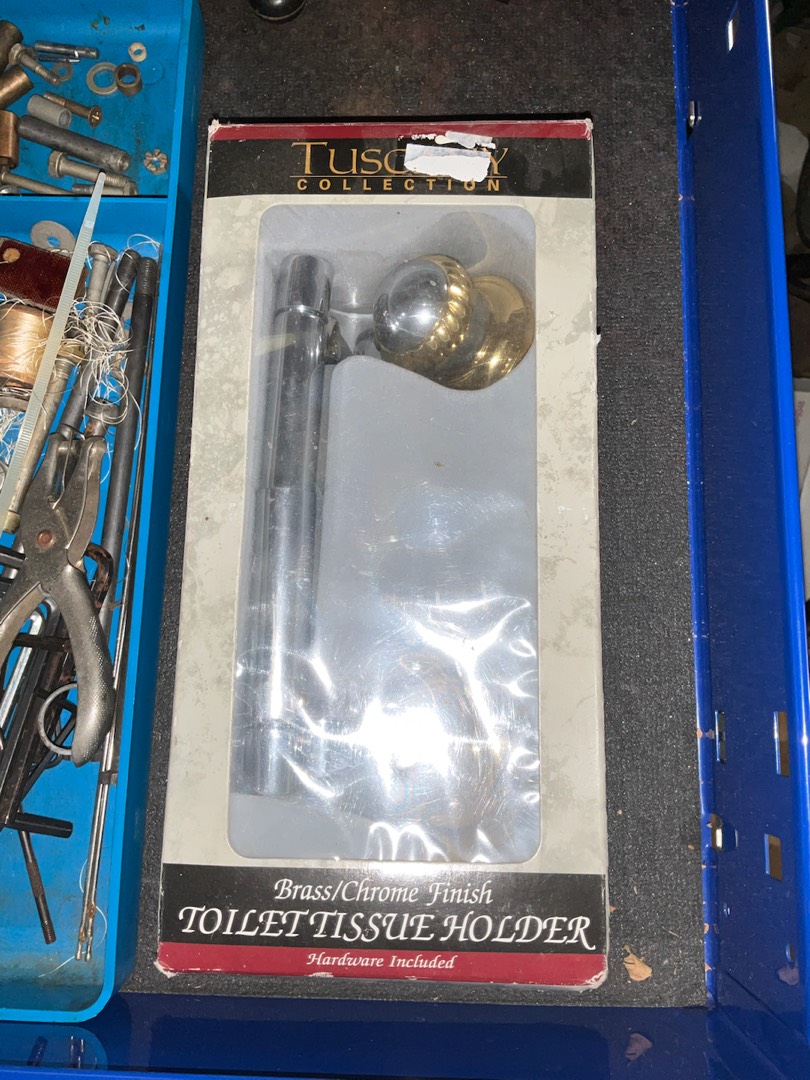 COLLECTION
Brass/Chrome Finish
TOILET TISSUE HOLDER
Hardware Included